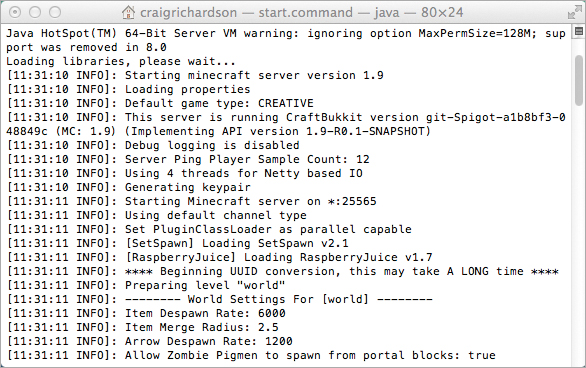 craigrichardson — start.command — java — 80×24
Java HotSpot(TM) 64-Bit Server VM warning: ignoring option MaxPermSize=128M; sup
port was removed in 8.0
Loading libraries, please wait...
[11:31:10 INFO]: Starting minecraft server version 1.9
[11:31:10 INFO]: Loading properties
[11:31:10 INFO]: Default game type: CREATIVE
[11:31:10 INFO]: This server is running CraftBukkit version git-Spigot-a1b8bf3-0
48849c (MC: 1.9) (Implementing API version 1.9-R0.1-SNAPSHOT)
[11:31:10 INFO]: Debug logging is disabled
[11:31:10 INFO]: Server Ping Player Sample Count: 12
[11:31:10 INFO]: Using 4 threads for Netty based IO
[11:31:10 INFO]: Generating keypair
[11:31:11 INFO]: Starting Minecraft server on *:25565
[11:31:11 INFO]: Using default channel type
[11:31:11 INFO]: Set PluginClassLoader as parallel capable
[11:31:11 INFO]: [SetSpawn] Loading SetSpawn v2.1
[11:31:11 INFO]: [RaspberryJuice] Loading RaspberryJuice v1.7
[11:31:11 INFO]: **** Beginning UUID conversion, this may take A LONG time ****
[11:31:11 INFO]: Preparing level "world"
[11:31:11 INFO]: -------- World Settings For [world] --------
[11:31:11 INFO]: Item Despawn Rate: 6000
[11:31:11 INFO]: Item Merge Radius: 2.5
[11:31:11 INFO]: Arrow Despawn Rate: 1200
[11:31:11 INFO]: Allow Zombie Pigmen to spawn from portal blocks: true